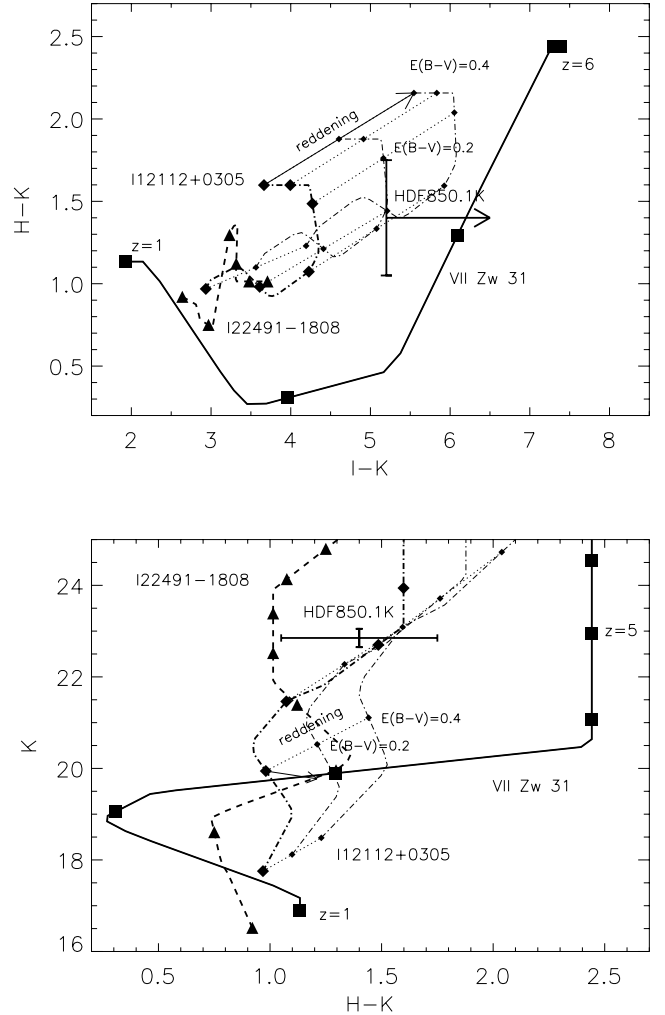 2.5
z=6
E(B−V)=0.4
2.0
reddening
E(B−V)=0.2
I12112+0305
HDF850.1K
H−K
1.5
z=1
VII Zw 31
1.0
I22491−1808
0.5
2 3 4 5 6 7 8
I−K
I22491−1808
24
HDF850.1K
z=5
22
reddening
E(B−V)=0.4
K
E(B−V)=0.2
20
VII Zw 31
I12112+0305
18
z=1
16
0.5 1.0 1.5 2.0 2.5
H−K